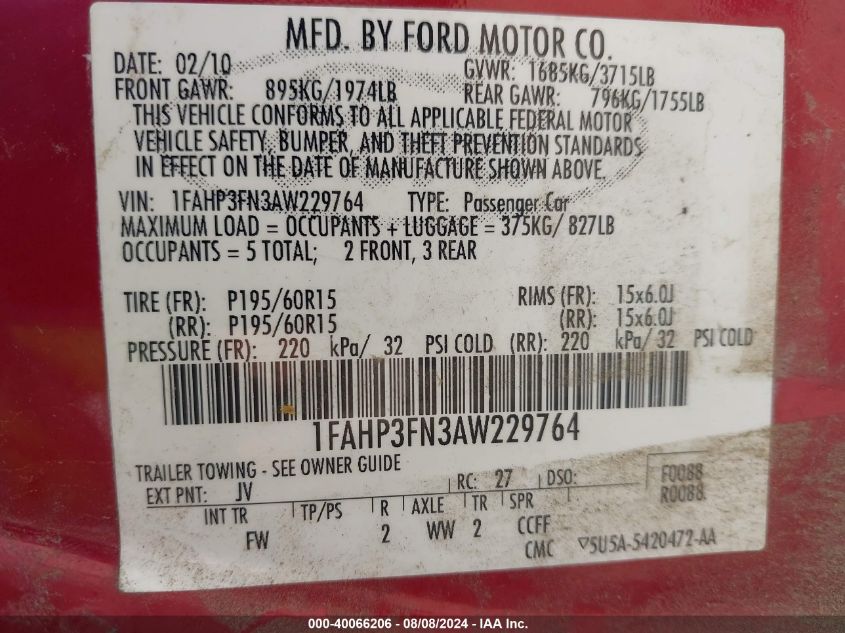 MFD. BY FORD MOTOR CO.
DATE: 02/10 GVWR: 1685KG/3715LB
FRONT GAWR: 895KG/1974LB REAR GAWR: 796KG/1755LB
THIS VEHICLE CONFORMS TO ALL APPLICABLE FEDERAL MOTOR
VEHICLE SAFETY, BUMPER, AND THEFT PREVENTION STANDARDS
IN EFFECT ON THE DATE OF MANUFACTURE SHOWN ABOVE.
VIN: 1FAHP3FN3AW229764 TYPE: Passenger Car
MAXIMUM LOAD = OCCUPANTS + LUGGAGE = 375KG/ 827LB
OCCUPANTS = 5 TOTAL; 2 FRONT, 3 REAR
TIRE (FR): P195/60R15 RIMS (FR): 15x6.0J
(RR): P195/60R15 (RR): 15x6.0J
PRESSURE (FR): 220 kPa/ 32 PSI COLD (RR): 220 kPa/ 32 PSI COLD
1FAHP3FN3AW229764
TRAILER TOWING - SEE OWNER GUIDE
EXT PNT: JV RC: 27 DSO: F0088
R0088
INT TR TP/PS R AXLE TR SPR
FW 2 WW 2 CCFF
CMC ▽5U5A-5420472-AA
000-40066206 - 08/08/2024 - IAA Inc.